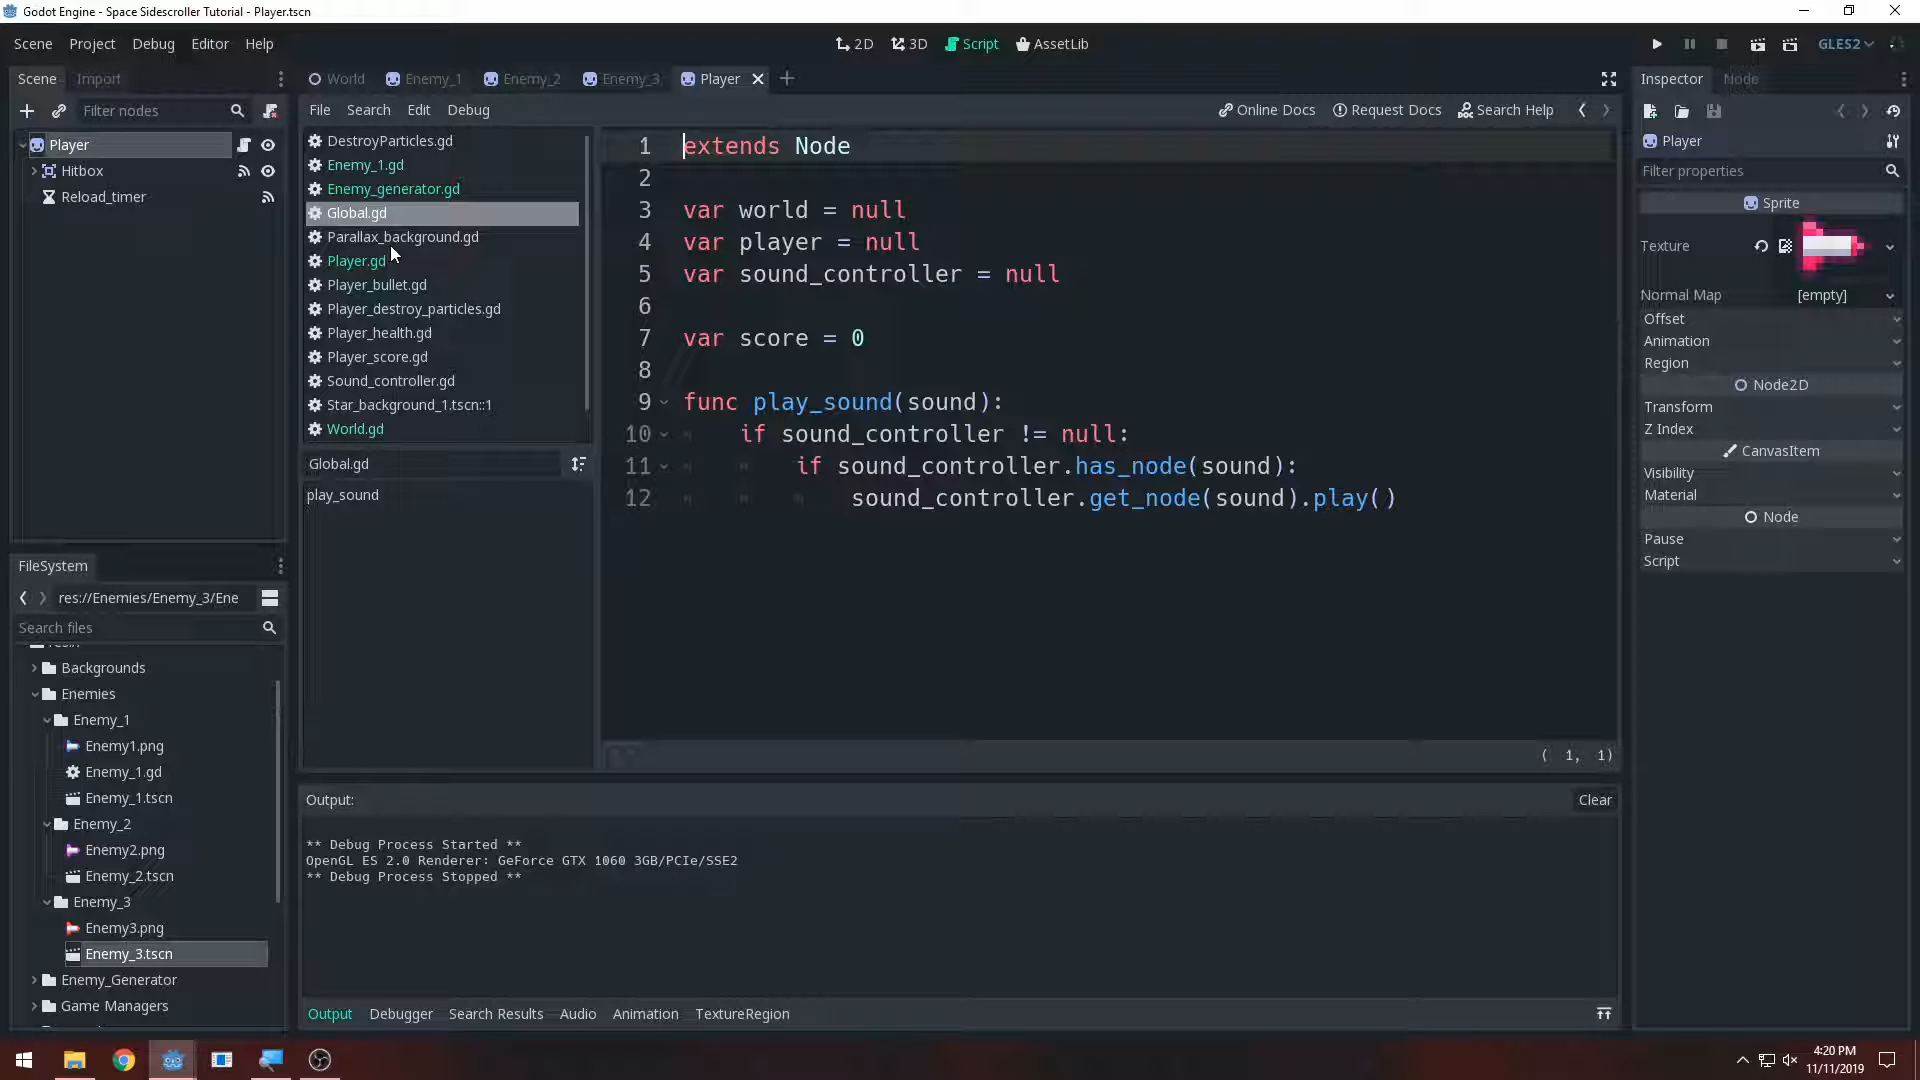 Godot Engine - Space Sidescroller Tutorial - Player.tscn
Scene Project Debug Editor Help
2D 3D Script AssetLib
GLES2
Scene Import
World Enemy_1 Enemy_2 Enemy_3 Player
Inspector Node
Filter nodes
File Search Edit Debug
Online Docs Request Docs Search Help
Player
Hitbox
Reload_timer
DestroyParticles.gd
Enemy_1.gd
Enemy_generator.gd
Global.gd
Parallax_background.gd
Player.gd
Player_bullet.gd
Player_destroy_particles.gd
Player_health.gd
Player_score.gd
Sound_controller.gd
Star_background_1.tscn::1
World.gd
Global.gd
play_sound
1 extends Node
2
3 var world = null
4 var player = null
5 var sound_controller = null
6
7 var score = 0
8
9 func play_sound(sound):
10 if sound_controller != null:
11 if sound_controller.has_node(sound):
12 sound_controller.get_node(sound).play()
( 1, 1)
Player
Filter properties
Sprite
Texture
Normal Map [empty]
Offset
Animation
Region
Node2D
Transform
Z Index
CanvasItem
Visibility
Material
Node
Pause
Script
FileSystem
res://Enemies/Enemy_3/Ene
Search files
Backgrounds
Enemies
Enemy_1
Enemy1.png
Enemy_1.gd
Enemy_1.tscn
Enemy_2
Enemy2.png
Enemy_2.tscn
Enemy_3
Enemy3.png
Enemy_3.tscn
Enemy_Generator
Game Managers
Output: Clear
** Debug Process Started **
OpenGL ES 2.0 Renderer: GeForce GTX 1060 3GB/PCIe/SSE2
** Debug Process Stopped **
Output Debugger Search Results Audio Animation TextureRegion
4:20 PM
11/11/2019